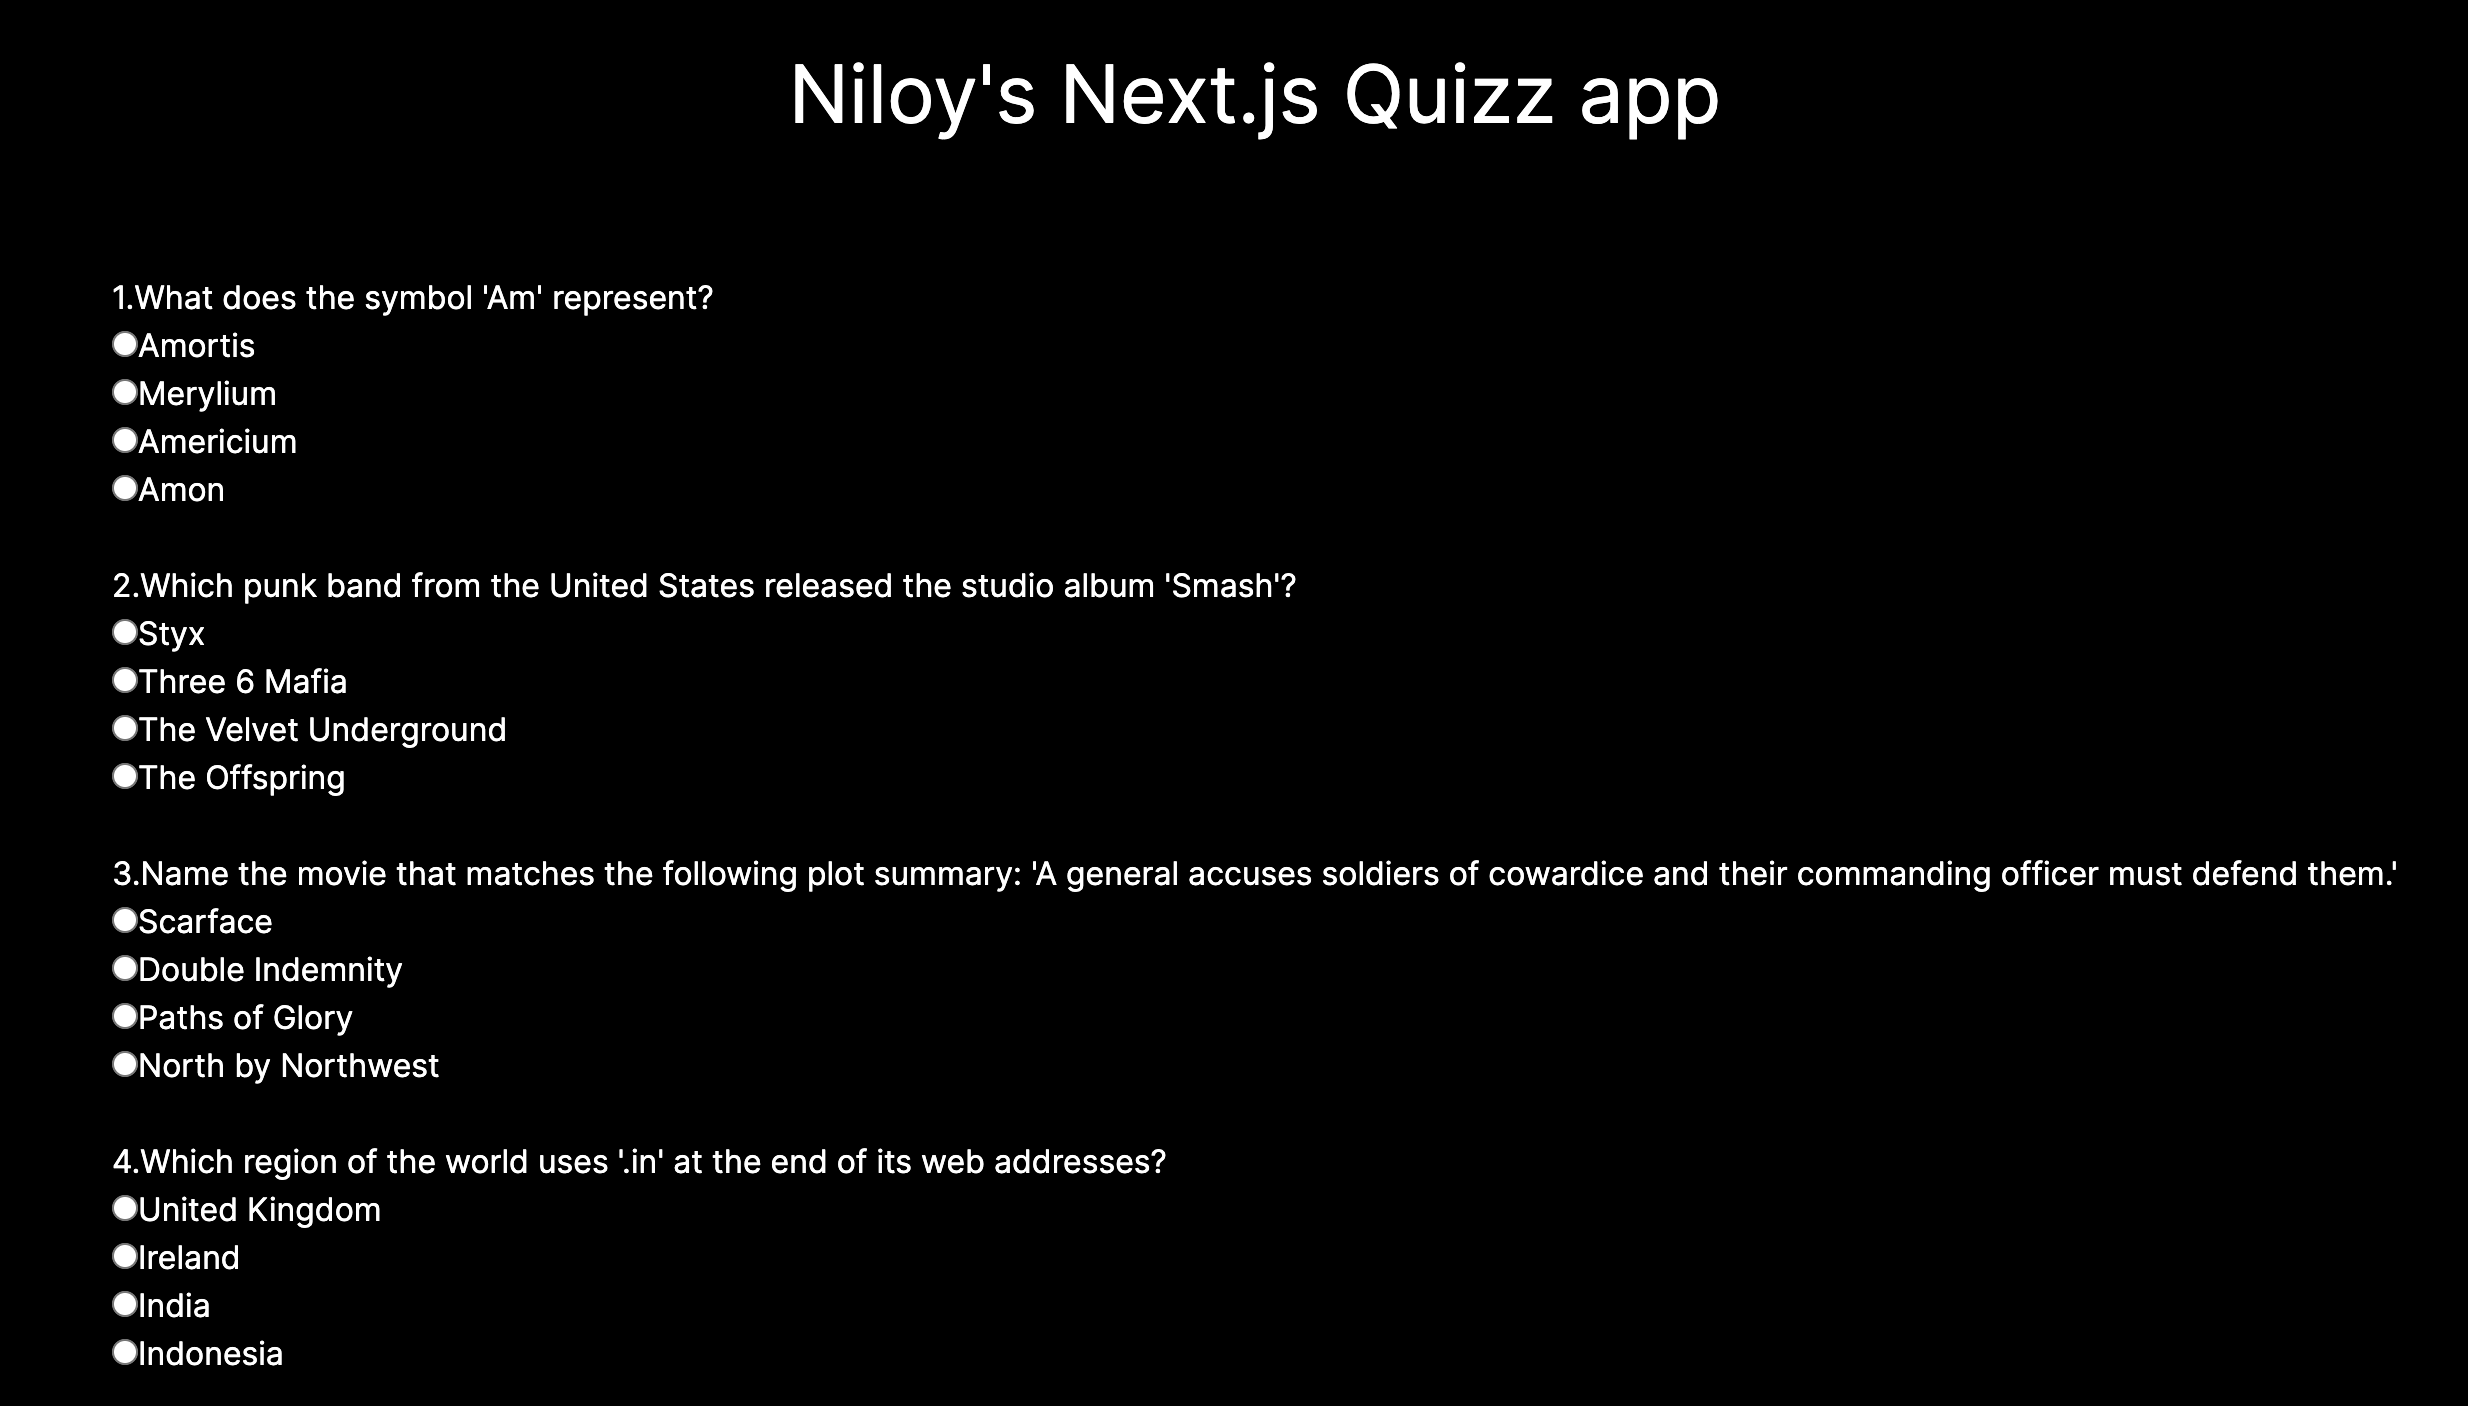 Niloy's Next.js Quizz app
1.What does the symbol 'Am' represent?
Amortis
Merylium
Americium
Amon
2.Which punk band from the United States released the studio album 'Smash'?
Styx
Three 6 Mafia
The Velvet Underground
The Offspring
3.Name the movie that matches the following plot summary: 'A general accuses soldiers of cowardice and their commanding officer must defend them.'
Scarface
Double Indemnity
Paths of Glory
North by Northwest
4.Which region of the world uses '.in' at the end of its web addresses?
United Kingdom
Ireland
India
Indonesia